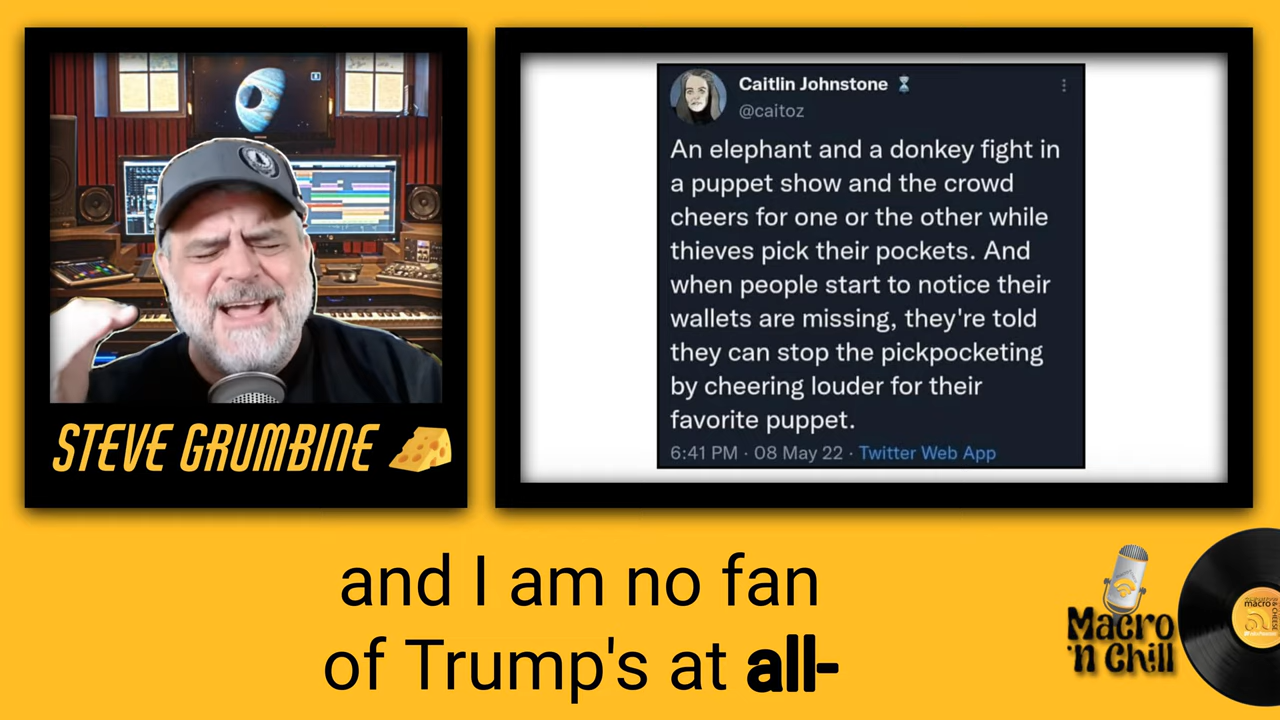 Caitlin Johnstone
@caitoz
An elephant and a donkey fight in
a puppet show and the crowd
cheers for one or the other while
thieves pick their pockets. And
when people start to notice their
wallets are missing, they're told
they can stop the pickpocketing
by cheering louder for their
favorite puppet.
6:41 PM · 08 May 22 · Twitter Web App
STEVE GRUMBINE
and I am no fan
of Trump's at all-
Macro
'N Chill
macro